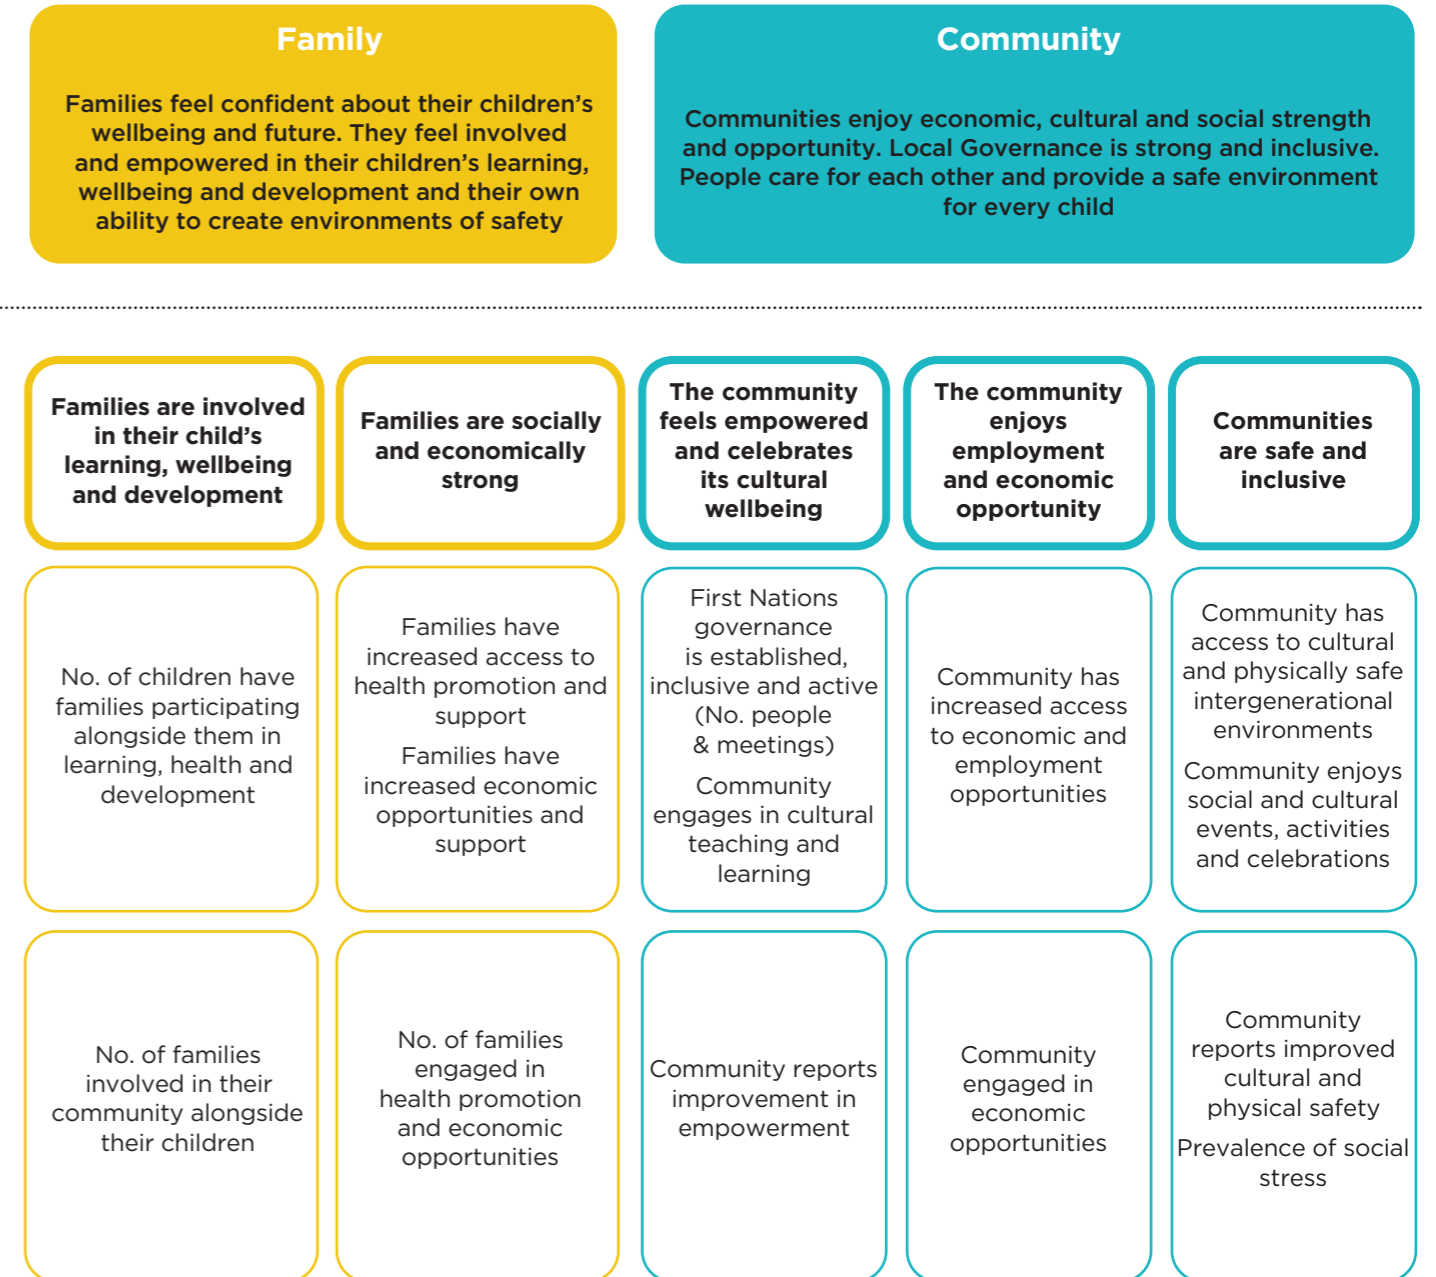 Family
Families feel confident about their children’s
wellbeing and future. They feel involved
and empowered in their children’s learning,
wellbeing and development and their own
ability to create environments of safety
Community
Communities enjoy economic, cultural and social strength
and opportunity. Local Governance is strong and inclusive.
People care for each other and provide a safe environment
for every child
Families are involved
in their child’s
learning, wellbeing
and development
Families are socially
and economically
strong
The community
feels empowered
and celebrates
its cultural
wellbeing
The community
enjoys
employment
and economic
opportunity
Communities
are safe and
inclusive
No. of children have
families participating
alongside them in
learning, health and
development
Families have
increased access to
health promotion and
support
Families have
increased economic
opportunities and
support
First Nations
governance
is established,
inclusive and active
(No. people
& meetings)
Community
engages in cultural
teaching and
learning
Community has
increased access
to economic and
employment
opportunities
Community has
access to cultural
and physically safe
intergenerational
environments
Community enjoys
social and cultural
events, activities
and celebrations
No. of families
involved in their
community alongside
their children
No. of families
engaged in
health promotion
and economic
opportunities
Community reports
improvement in
empowerment
Community
engaged in
economic
opportunities
Community
reports improved
cultural and
physical safety
Prevalence of social
stress